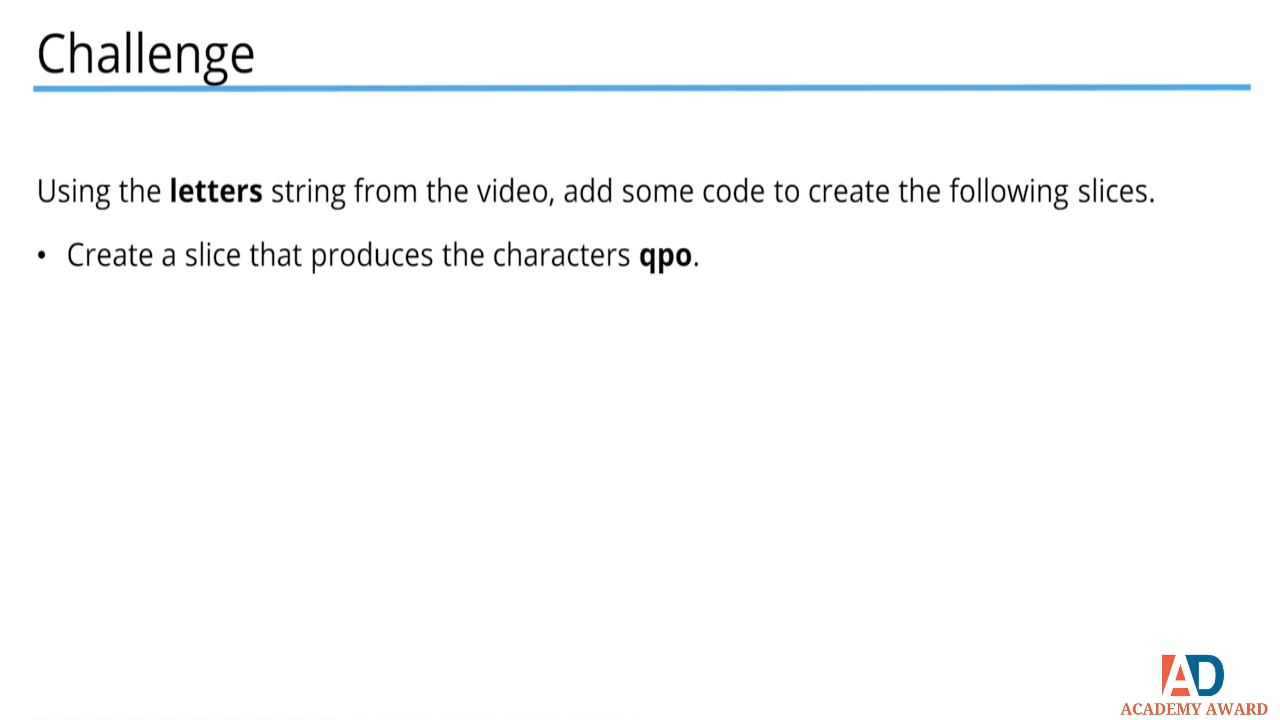 Challenge
Using the letters string from the video, add some code to create the following slices.
• Create a slice that produces the characters qpo.
AD
ACADEMY AWARD